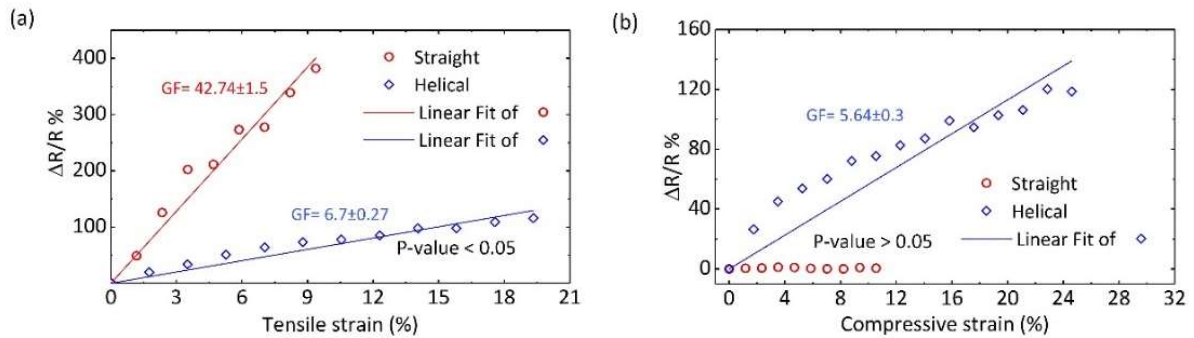 (a)
400
300
200
100
ΔR/R %
GF= 42.74±1.5
Straight
Helical
Linear Fit of
Linear Fit of
GF= 6.7±0.27
P-value < 0.05
0 3 6 9 12 15 18 21
Tensile strain (%)
(b)
160
120
80
40
0
ΔR/R %
GF= 5.64±0.3
Straight
Helical
P-value > 0.05
Linear Fit of
0 4 8 12 16 20 24 28 32
Compressive strain (%)